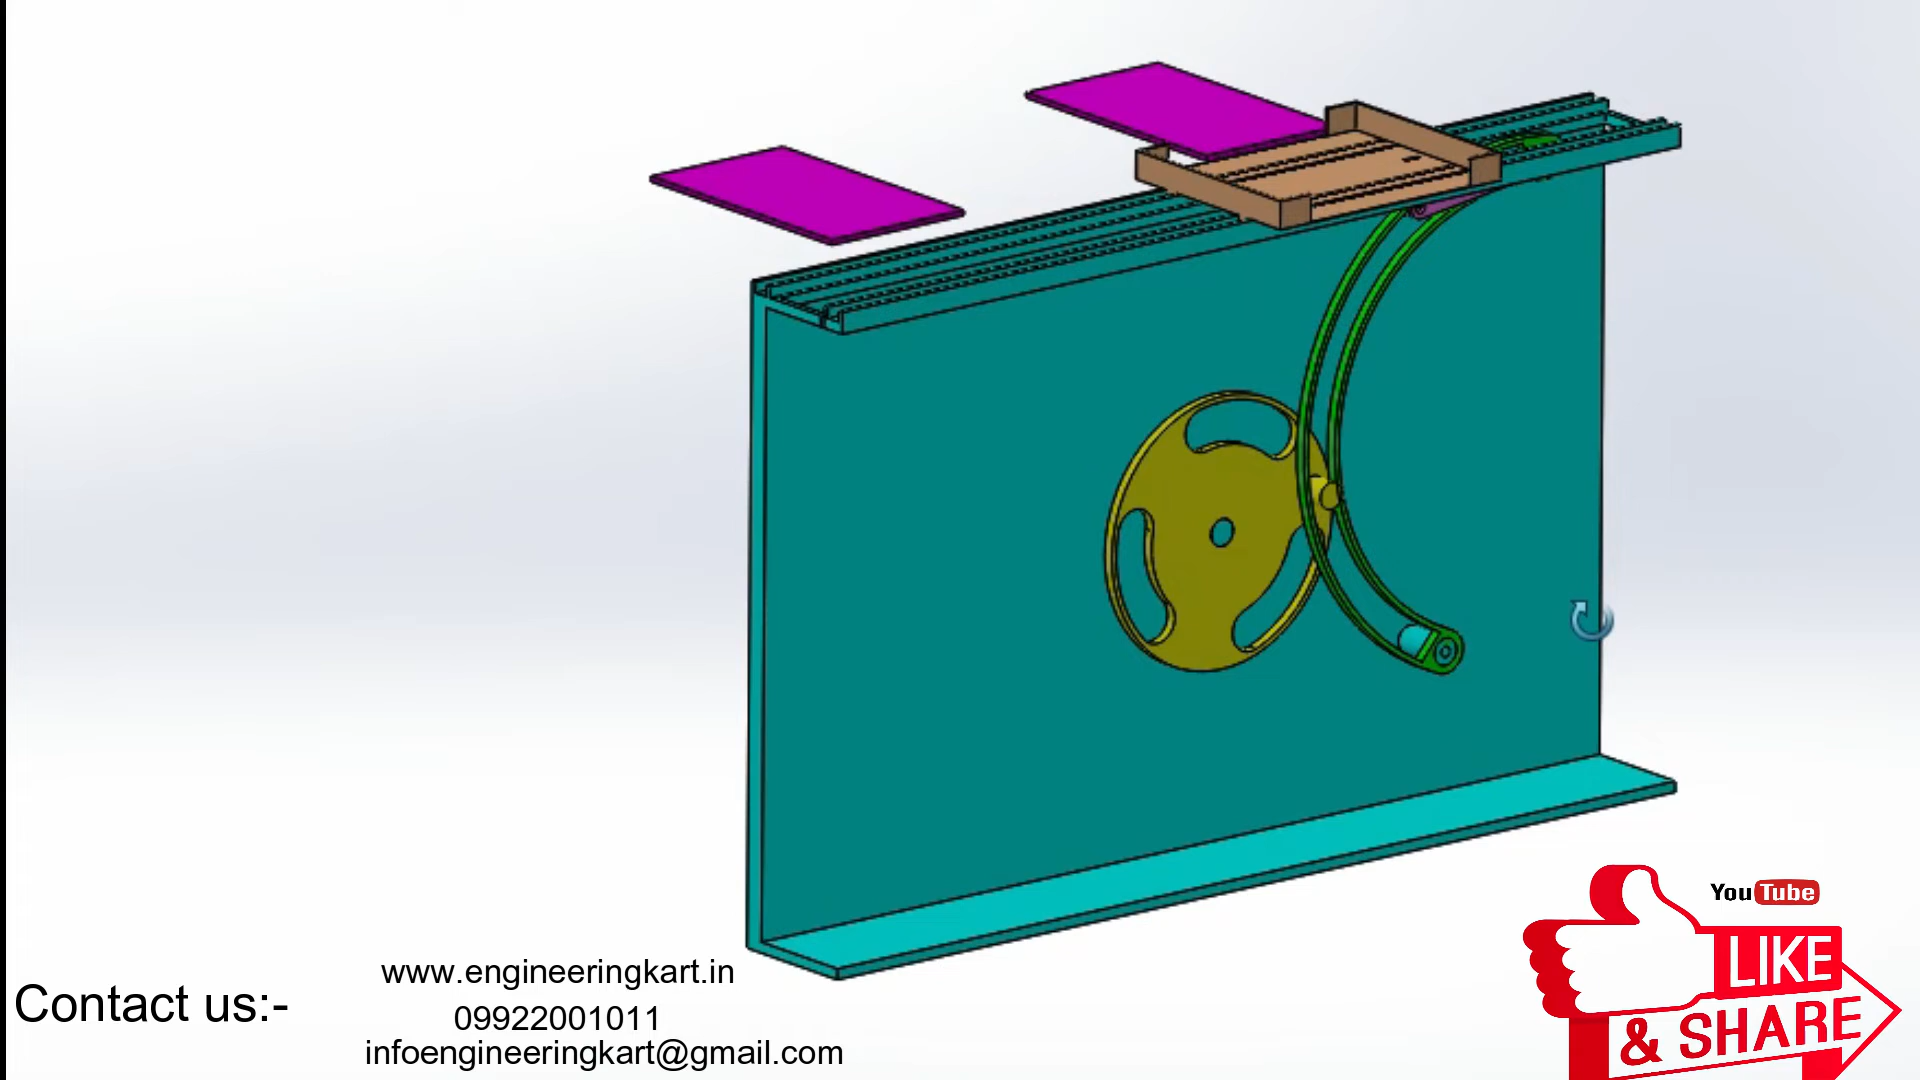 www.engineeringkart.in
Contact us:-
09922001011
infoengineeringkart@gmail.com
YouTube
LIKE
& SHARE